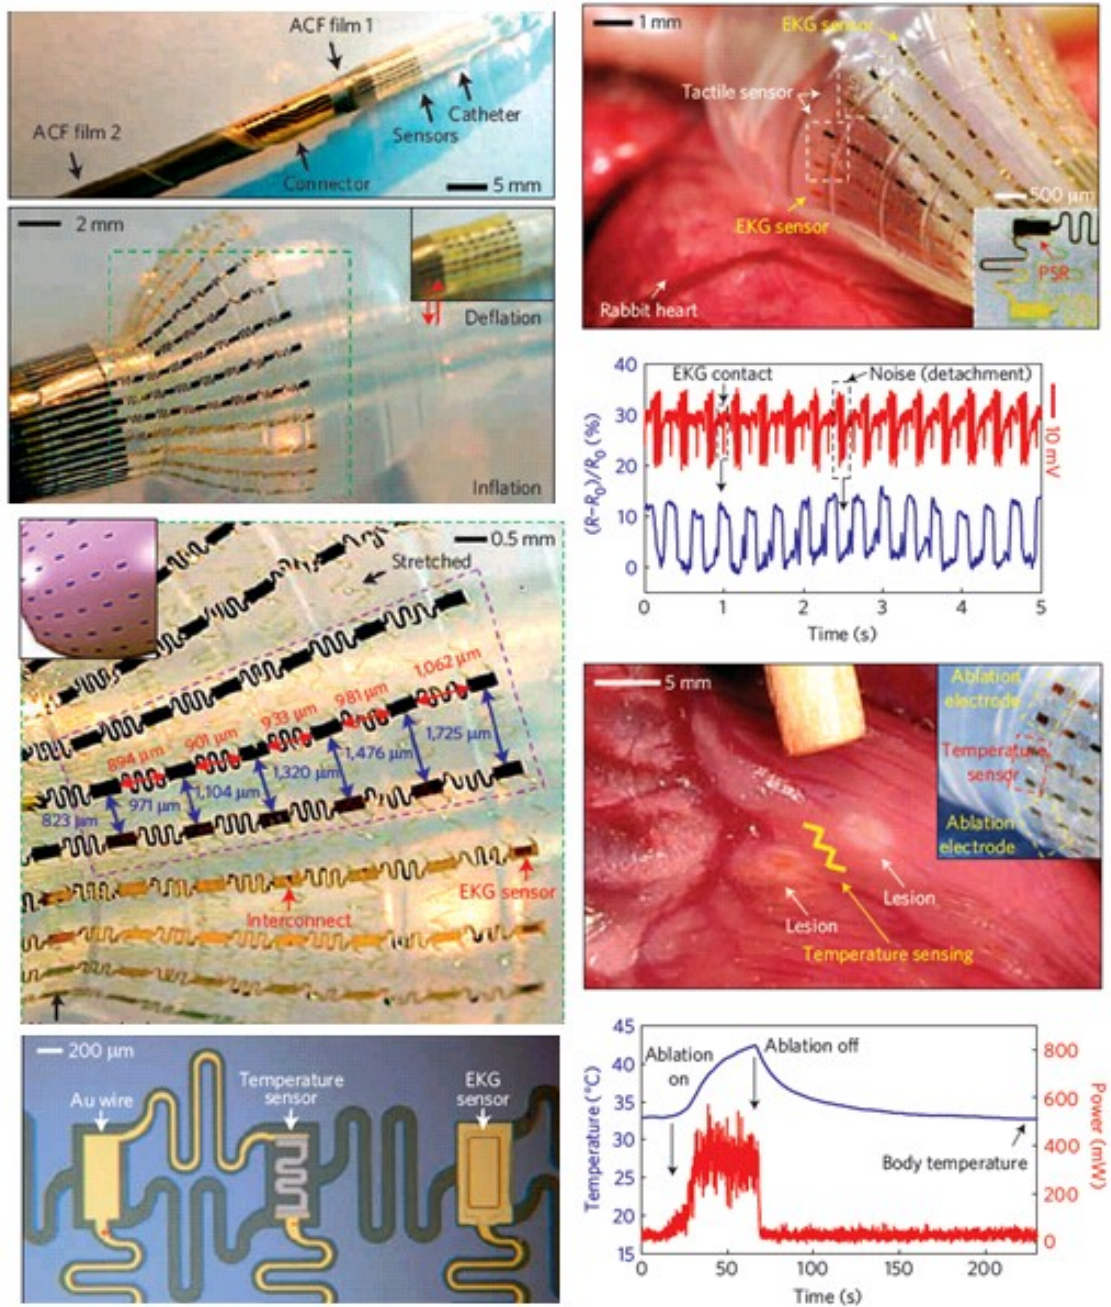 ACF film 1
ACF film 2
Catheter
Sensors
Connector
5 mm
2 mm
Deflation
Inflation
0.5 mm
Stretched
1,062 μm
981 μm
933 μm
901 μm
894 μm
1,725 μm
1,476 μm
1,320 μm
1,104 μm
971 μm
823 μm
EKG sensor
Interconnect
200 μm
Au wire
Temperature
sensor
EKG
sensor
1 mm
EKG sensor
Tactile sensor
EKG sensor
500 μm
PSR
Rabbit heart
40
30
20
10
0
(R–R0)/R0 (%)
EKG contact
Noise (detachment)
10 mV
0 1 2 3 4 5
Time (s)
5 mm
Ablation
electrode
Temperature
sensor
Ablation
electrode
Lesion
Lesion
Temperature sensing
45
40
35
30
25
20
15
Temperature (°C)
Ablation
on
Ablation off
Body temperature
800
600
400
200
0
Power (mW)
0 50 100 150 200
Time (s)